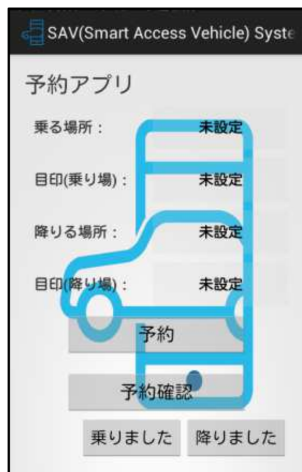 SAV(Smart Access Vehicle) Syste
予約アプリ
乗る場所: 未設定
目印(乗り場): 未設定
降りる場所: 未設定
目印(降り場): 未設定
予約
予約確認
乗りました 降りました